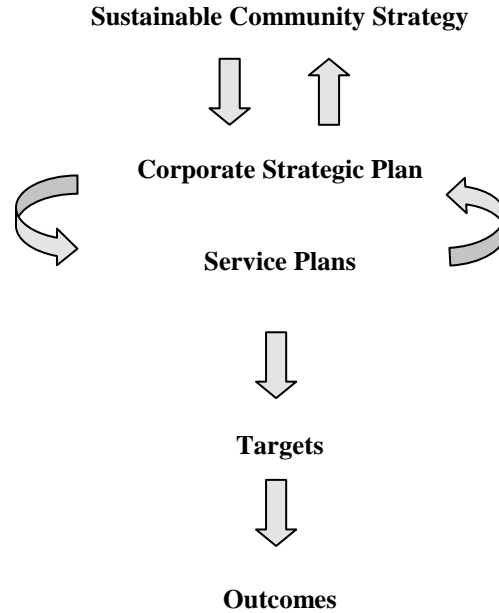 Sustainable Community Strategy
Corporate Strategic Plan
Service Plans
Targets
Outcomes